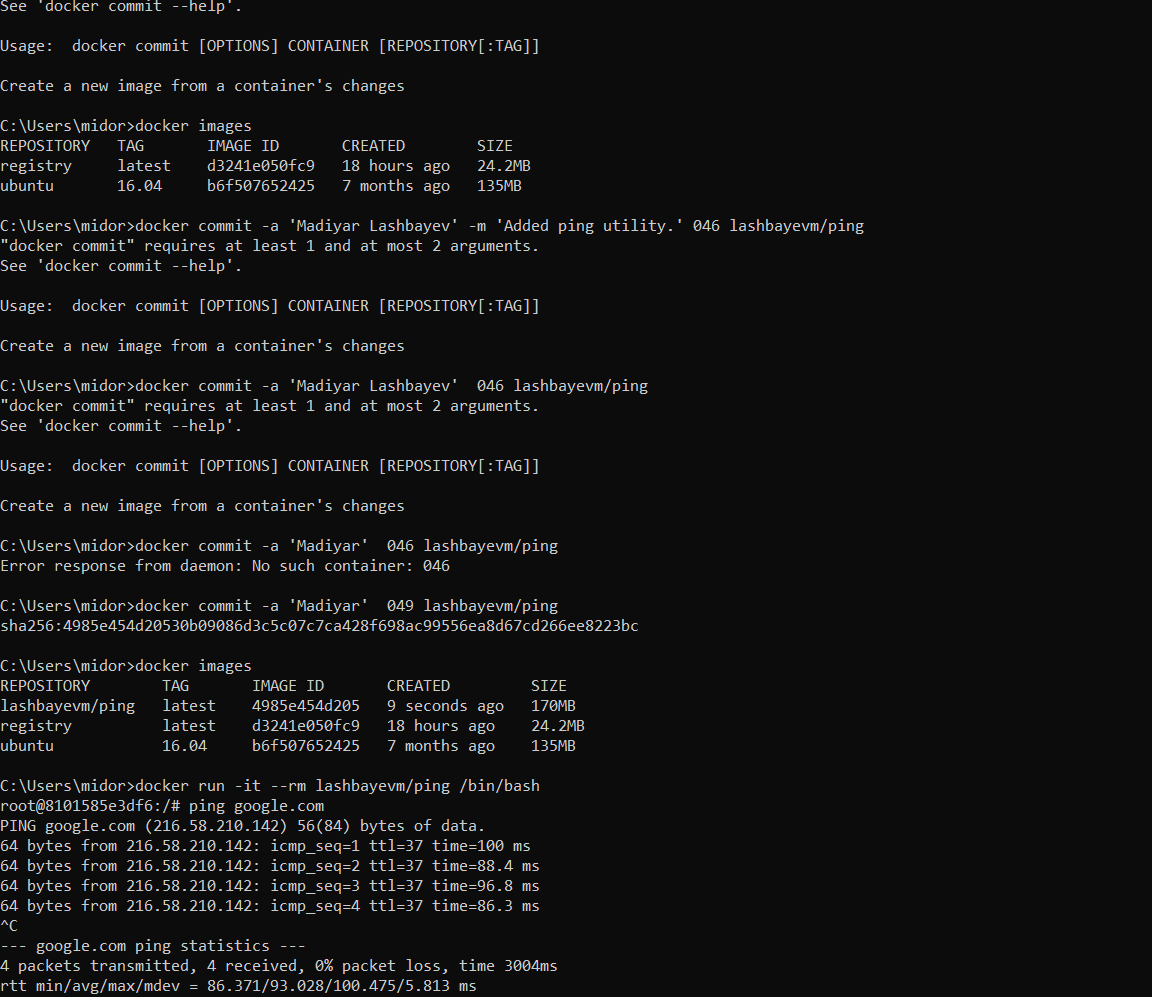 See 'docker commit --help'.
Usage:  docker commit [OPTIONS] CONTAINER [REPOSITORY[:TAG]]
Create a new image from a container's changes
C:\Users\midor>docker images
REPOSITORY   TAG       IMAGE ID       CREATED        SIZE
registry     latest    d3241e050fc9   18 hours ago   24.2MB
ubuntu       16.04     b6f507652425   7 months ago   135MB
C:\Users\midor>docker commit -a 'Madiyar Lashbayev' -m 'Added ping utility.' 046 lashbayevm/ping
"docker commit" requires at least 1 and at most 2 arguments.
See 'docker commit --help'.
Usage:  docker commit [OPTIONS] CONTAINER [REPOSITORY[:TAG]]
Create a new image from a container's changes
C:\Users\midor>docker commit -a 'Madiyar Lashbayev'  046 lashbayevm/ping
"docker commit" requires at least 1 and at most 2 arguments.
See 'docker commit --help'.
Usage:  docker commit [OPTIONS] CONTAINER [REPOSITORY[:TAG]]
Create a new image from a container's changes
C:\Users\midor>docker commit -a 'Madiyar'  046 lashbayevm/ping
Error response from daemon: No such container: 046
C:\Users\midor>docker commit -a 'Madiyar'  049 lashbayevm/ping
sha256:4985e454d20530b09086d3c5c07c7ca428f698ac99556ea8d67cd266ee8223bc
C:\Users\midor>docker images
REPOSITORY        TAG       IMAGE ID       CREATED         SIZE
lashbayevm/ping   latest    4985e454d205   9 seconds ago   170MB
registry          latest    d3241e050fc9   18 hours ago    24.2MB
ubuntu            16.04     b6f507652425   7 months ago    135MB
C:\Users\midor>docker run -it --rm lashbayevm/ping /bin/bash
root@8101585e3df6:/# ping google.com
PING google.com (216.58.210.142) 56(84) bytes of data.
64 bytes from 216.58.210.142: icmp_seq=1 ttl=37 time=100 ms
64 bytes from 216.58.210.142: icmp_seq=2 ttl=37 time=88.4 ms
64 bytes from 216.58.210.142: icmp_seq=3 ttl=37 time=96.8 ms
64 bytes from 216.58.210.142: icmp_seq=4 ttl=37 time=86.3 ms
^C
--- google.com ping statistics ---
4 packets transmitted, 4 received, 0% packet loss, time 3004ms
rtt min/avg/max/mdev = 86.371/93.028/100.475/5.813 ms